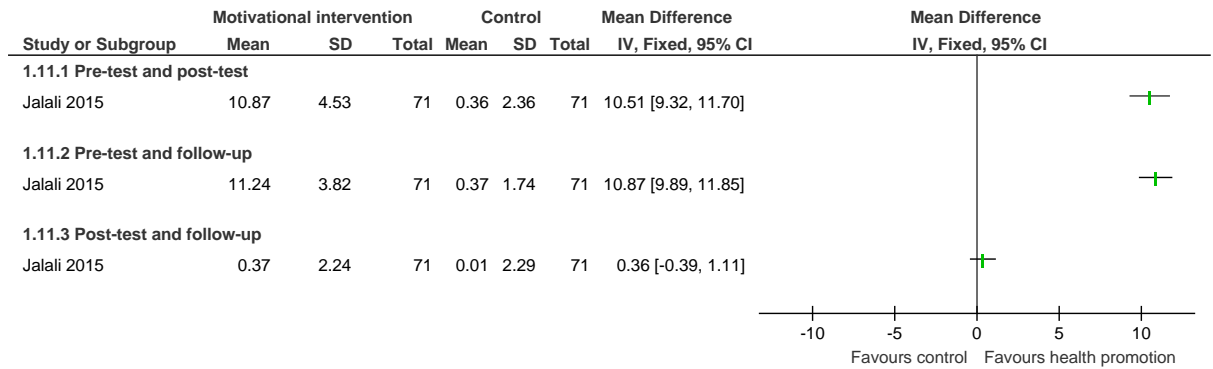 Motivational intervention Control Mean Difference Mean Difference
Study or Subgroup Mean SD Total Mean SD Total IV, Fixed, 95% CI IV, Fixed, 95% CI
1.11.1 Pre-test and post-test
Jalali 2015 10.87 4.53 71 0.36 2.36 71 10.51 [9.32, 11.70]
1.11.2 Pre-test and follow-up
Jalali 2015 11.24 3.82 71 0.37 1.74 71 10.87 [9.89, 11.85]
1.11.3 Post-test and follow-up
Jalali 2015 0.37 2.24 71 0.01 2.29 71 0.36 [-0.39, 1.11]
-10 -5 0 5 10
Favours control Favours health promotion